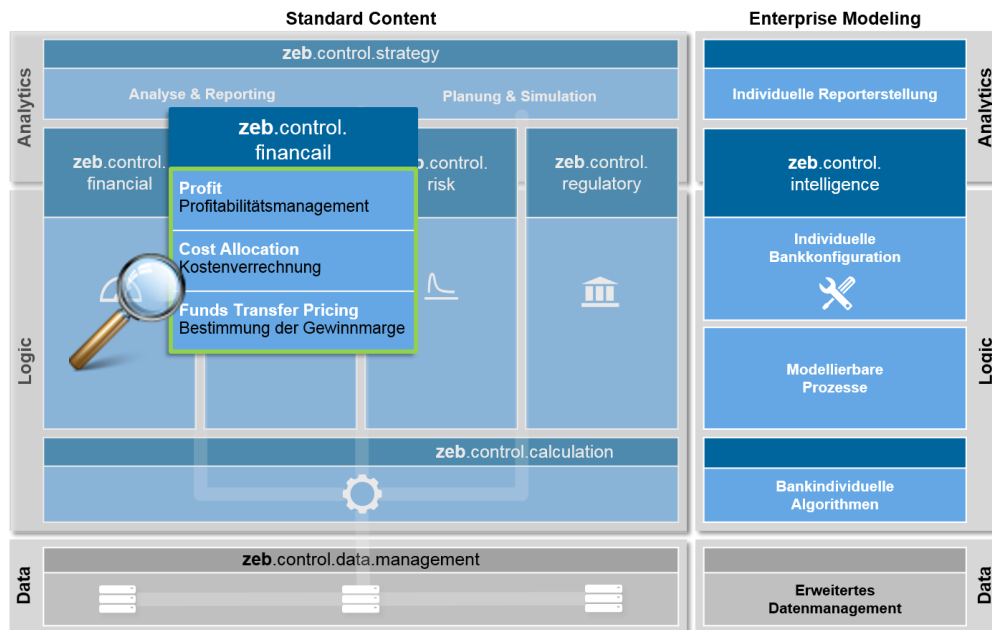 Standard Content
Enterprise Modeling
Analytics
zeb.control.strategy
Analyse & Reporting
Planung & Simulation
Individuelle Reporterstellung
Analytics
zeb.control.
financial
zeb.control.
financail
Profit
Profitabilitätsmanagement
Cost Allocation
Kostenverrechnung
Funds Transfer Pricing
Bestimmung der Gewinnmarge
.control.
risk
zeb.control.
regulatory
zeb.control.
intelligence
Individuelle
Bankkonfiguration
Logic
Modellierbare
Prozesse
Logic
zeb.control.calculation
Bankindividuelle
Algorithmen
Data
zeb.control.data.management
Erweitertes
Datenmanagement
Data